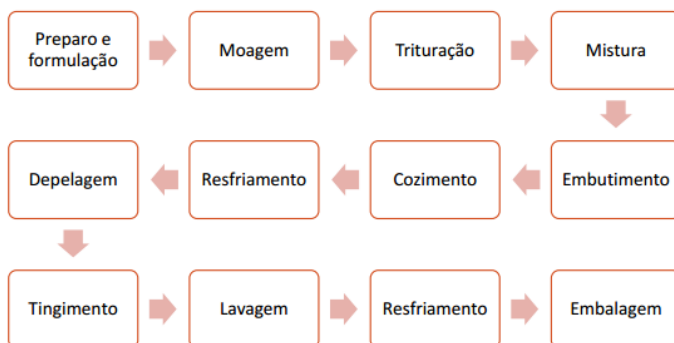 Preparo e
formulação
Moagem
Trituração
Mistura
Embutimento
Cozimento
Resfriamento
Depelagem
Tingimento
Lavagem
Resfriamento
Embalagem